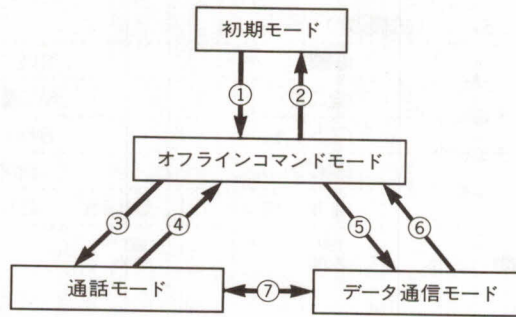 初期モード
① ②
オフラインコマンドモード
③ ④ ⑤ ⑥
通話モード ⑦ データ通信モード